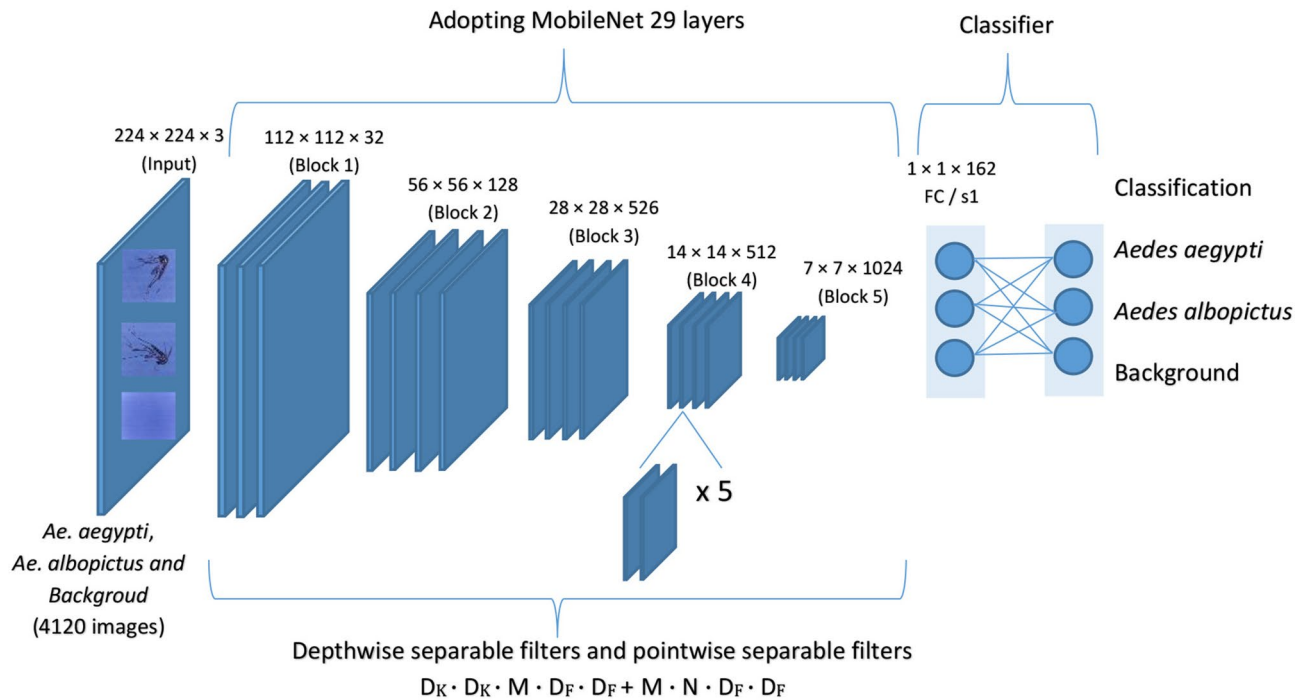 Adopting MobileNet 29 layers
Classifier
224 × 224 × 3
(Input)
112 × 112 × 32
(Block 1)
56 × 56 × 128
(Block 2)
28 × 28 × 526
(Block 3)
14 × 14 × 512
(Block 4)
7 × 7 × 1024
(Block 5)
1 × 1 × 162
FC / s1
Classification
Aedes aegypti
Aedes albopictus
Background
x 5
Ae. aegypti,
Ae. albopictus and
Backgroud
(4120 images)
Depthwise separable filters and pointwise separable filters
D_K · D_K · M · D_F · D_F + M · N · D_F · D_F